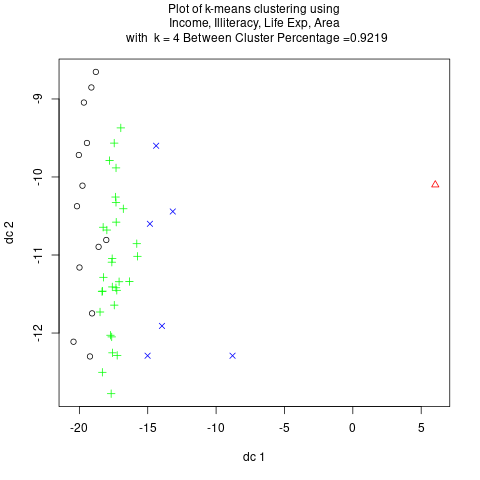 Plot of k-means clustering using
Income, Illiteracy, Life Exp, Area
with k = 4 Between Cluster Percentage =0.9219
dc 2
-9
-10
-11
-12
-20
-15
-10
-5
0
5
dc 1